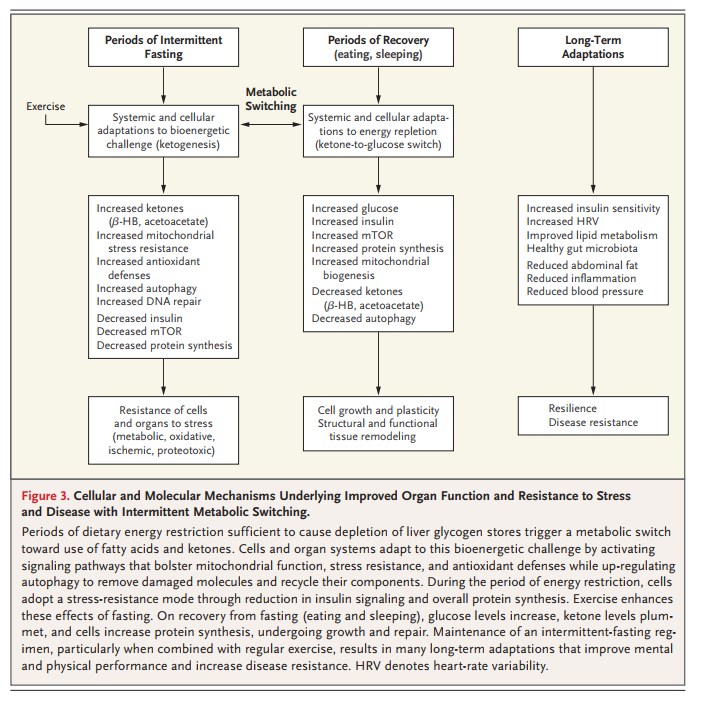 Periods of Intermittent
Fasting
Periods of Recovery
(eating, sleeping)
Long-Term
Adaptations
Exercise
Metabolic
Switching
Systemic and cellular
adaptations to bioenergetic
challenge (ketogenesis)
Systemic and cellular adapta-
tions to energy repletion
(ketone-to-glucose switch)
Increased ketones
(β-HB, acetoacetate)
Increased mitochondrial
stress resistance
Increased antioxidant
defenses
Increased autophagy
Increased DNA repair
Decreased insulin
Decreased mTOR
Decreased protein synthesis
Increased glucose
Increased insulin
Increased mTOR
Increased protein synthesis
Increased mitochondrial
biogenesis
Decreased ketones
(β-HB, acetoacetate)
Decreased autophagy
Increased insulin sensitivity
Increased HRV
Improved lipid metabolism
Healthy gut microbiota
Reduced abdominal fat
Reduced inflammation
Reduced blood pressure
Resistance of cells
and organs to stress
(metabolic, oxidative,
ischemic, proteotoxic)
Cell growth and plasticity
Structural and functional
tissue remodeling
Resilience
Disease resistance
Figure 3. Cellular and Molecular Mechanisms Underlying Improved Organ Function and Resistance to Stress
and Disease with Intermittent Metabolic Switching.
Periods of dietary energy restriction sufficient to cause depletion of liver glycogen stores trigger a metabolic switch
toward use of fatty acids and ketones. Cells and organ systems adapt to this bioenergetic challenge by activating
signaling pathways that bolster mitochondrial function, stress resistance, and antioxidant defenses while up-regulating
autophagy to remove damaged molecules and recycle their components. During the period of energy restriction, cells
adopt a stress-resistance mode through reduction in insulin signaling and overall protein synthesis. Exercise enhances
these effects of fasting. On recovery from fasting (eating and sleeping), glucose levels increase, ketone levels plum-
met, and cells increase protein synthesis, undergoing growth and repair. Maintenance of an intermittent-fasting reg-
imen, particularly when combined with regular exercise, results in many long-term adaptations that improve mental
and physical performance and increase disease resistance. HRV denotes heart-rate variability.